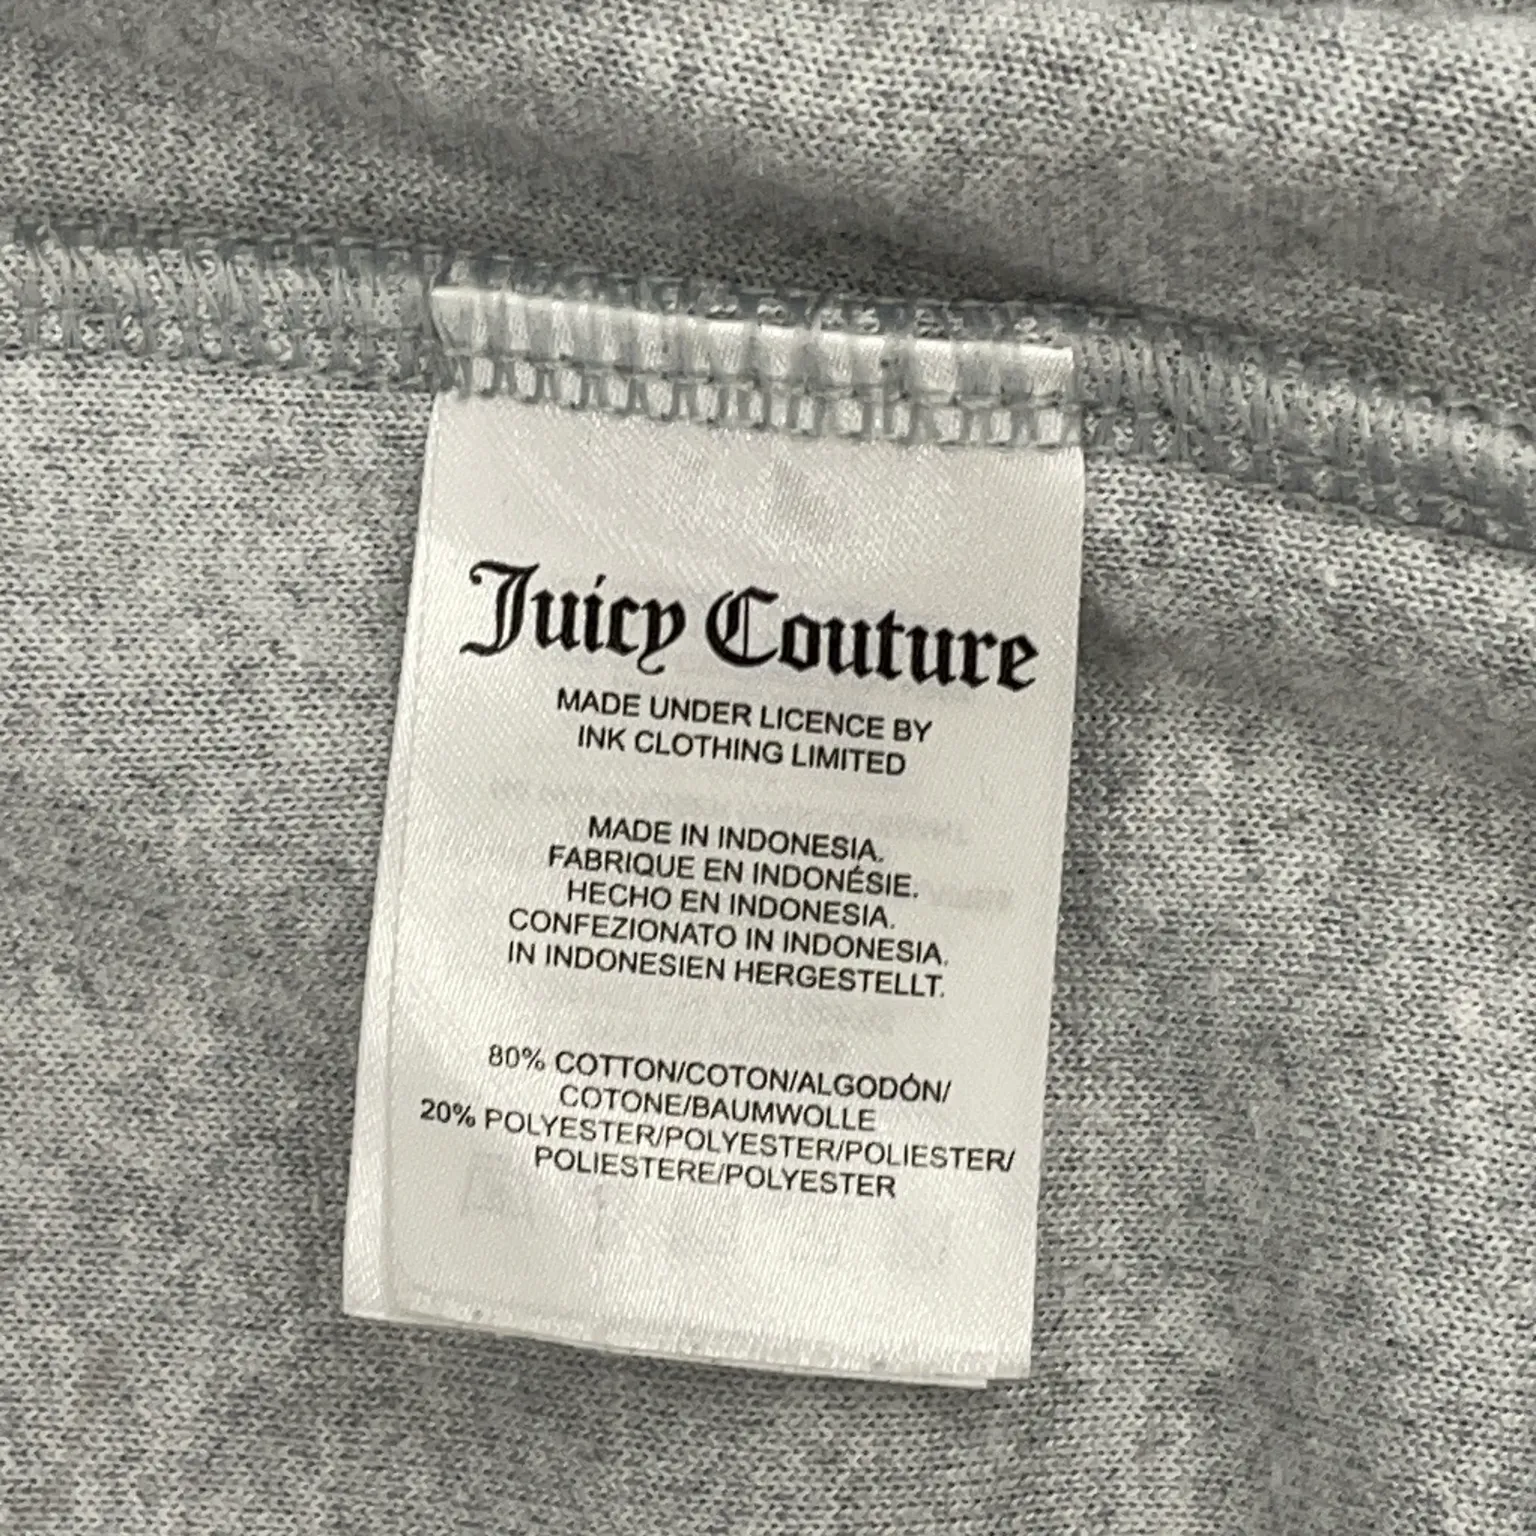 Juicy Couture
MADE UNDER LICENCE BY
INK CLOTHING LIMITED
MADE IN INDONESIA.
FABRIQUE EN INDONÉSIE.
HECHO EN INDONESIA.
CONFEZIONATO IN INDONESIA.
IN INDONESIEN HERGESTELLT.
80% COTTON/COTON/ALGODÓN/
COTONE/BAUMWOLLE
20% POLYESTER/POLYESTER/POLIESTER/
POLIESTERE/POLYESTER